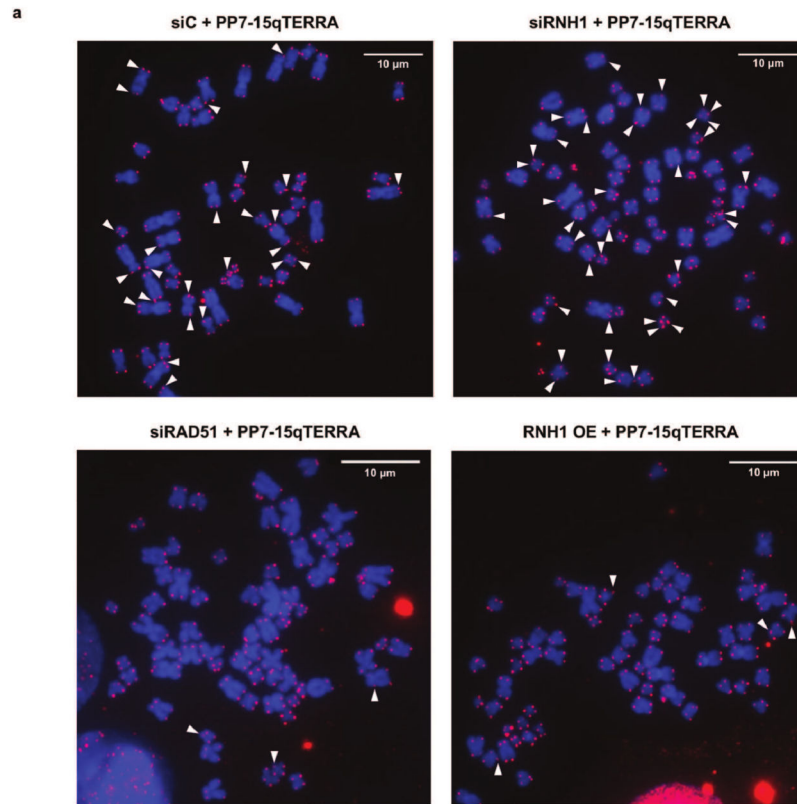 a
siC + PP7-15qTERRA
siRNH1 + PP7-15qTERRA
10 µm
10 µm
siRAD51 + PP7-15qTERRA
RNH1 OE + PP7-15qTERRA
10 µm
10 µm